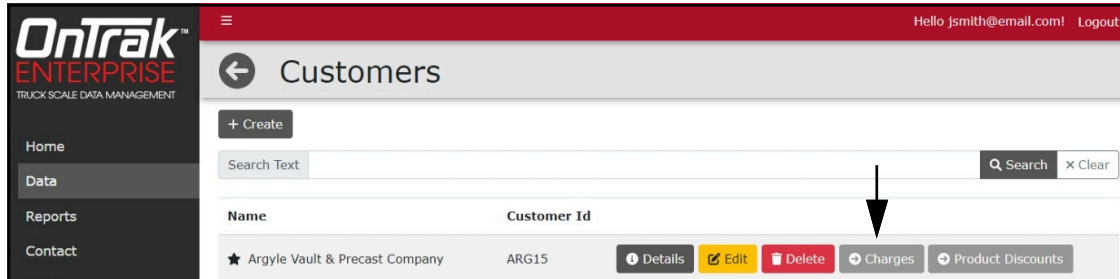 OnTrak™
ENTERPRISE
TRUCK SCALE DATA MANAGEMENT
Hello jsmith@email.com! Logout
Customers
Home
Data
Reports
Contact
+ Create
Search Text Search × Clear
Name Customer Id
Argyle Vault & Precast Company ARG15 Details Edit Delete Charges Product Discounts